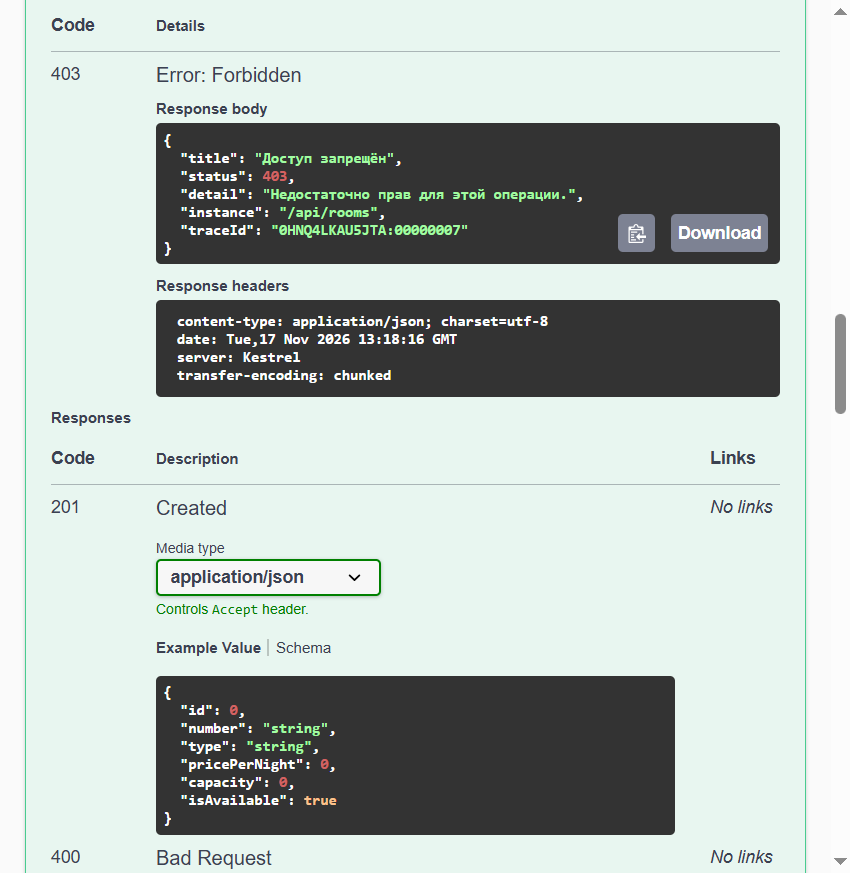 Code Details
403 Error: Forbidden
Response body
{
  "title": "Доступ запрещён",
  "status": 403,
  "detail": "Недостаточно прав для этой операции.",
  "instance": "/api/rooms",
  "traceId": "0HNQ4LKAU5JTA:00000007"
}
Download
Response headers
content-type: application/json; charset=utf-8
date: Tue,17 Nov 2026 13:18:16 GMT
server: Kestrel
transfer-encoding: chunked
Responses
Code Description Links
201 Created No links
Media type
application/json
Controls Accept header.
Example Value Schema
{
  "id": 0,
  "number": "string",
  "type": "string",
  "pricePerNight": 0,
  "capacity": 0,
  "isAvailable": true
}
400 Bad Request No links